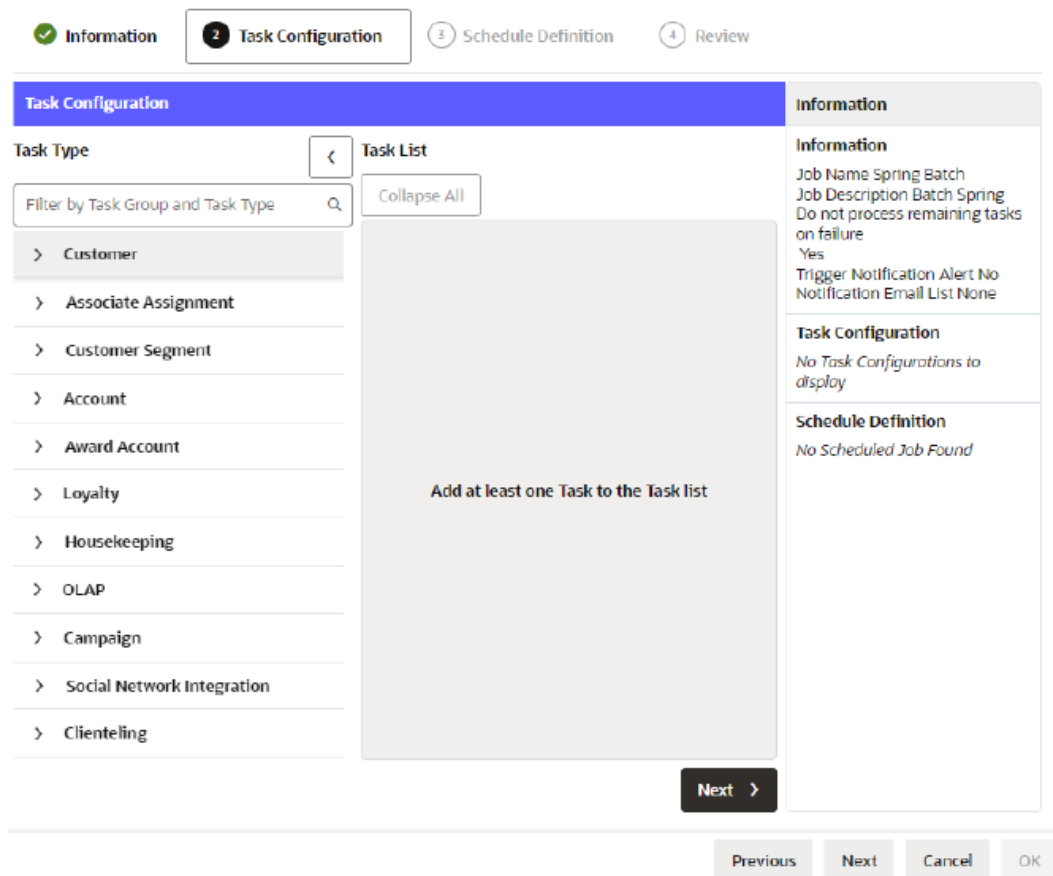 Information
2 Task Configuration
3 Schedule Definition
4 Review
Task Configuration
Task Type
Filter by Task Group and Task Type
Customer
Associate Assignment
Customer Segment
Account
Award Account
Loyalty
Housekeeping
OLAP
Campaign
Social Network Integration
Clienteling
Task List
Collapse All
Add at least one Task to the Task list
Next
Information
Information
Job Name Spring Batch
Job Description Batch Spring
Do not process remaining tasks
on failure
Yes
Trigger Notification Alert No
Notification Email List None
Task Configuration
No Task Configurations to
display
Schedule Definition
No Scheduled Job Found
Previous
Next
Cancel
OK